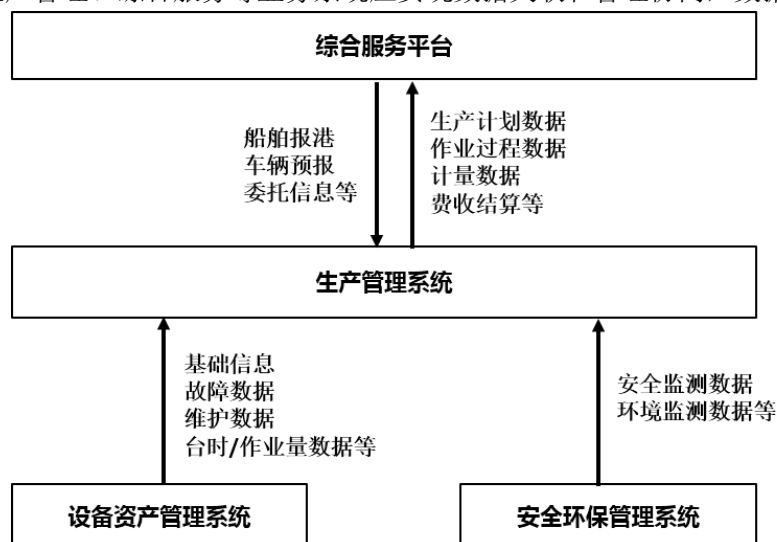 综合服务平台
船舶报港
车辆预报
委托信息等
生产计划数据
作业过程数据
计量数据
费收结算等
生产管理系统
基础信息
故障数据
维护数据
台时/作业量数据等
安全监测数据
环境监测数据等
设备资产管理系统
安全环保管理系统